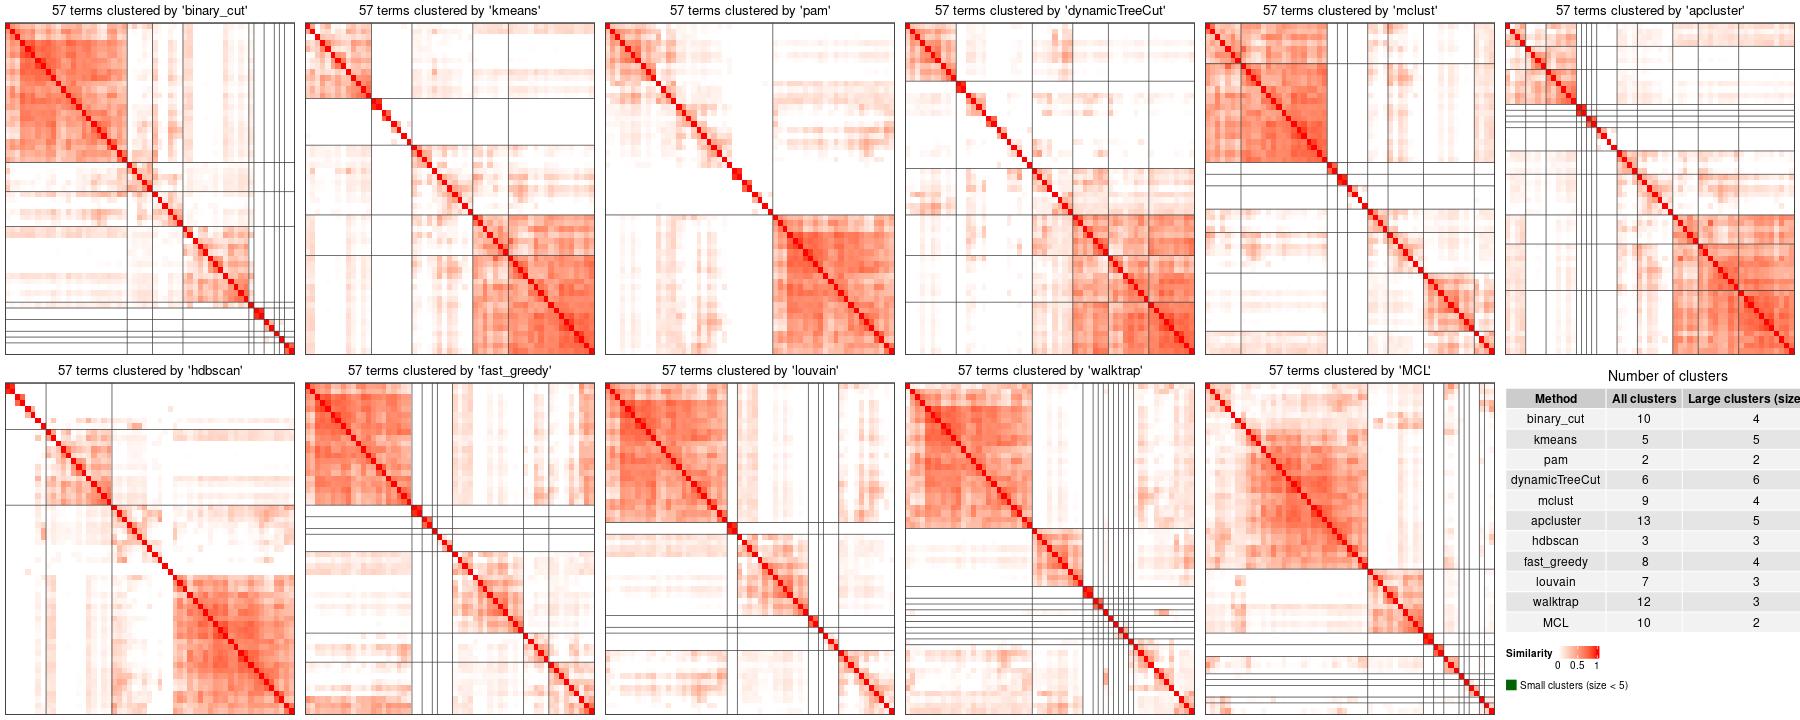 57 terms clustered by 'binary_cut'
57 terms clustered by 'kmeans'
57 terms clustered by 'pam'
57 terms clustered by 'dynamicTreeCut'
57 terms clustered by 'mclust'
57 terms clustered by 'apcluster'
57 terms clustered by 'hdbscan'
57 terms clustered by 'fast_greedy'
57 terms clustered by 'louvain'
57 terms clustered by 'walktrap'
57 terms clustered by 'MCL'
Number of clusters
Method All clusters Large clusters (size
binary_cut 10 4
kmeans 5 5
pam 2 2
dynamicTreeCut 6 6
mclust 9 4
apcluster 13 5
hdbscan 3 3
fast_greedy 8 4
louvain 7 3
walktrap 12 3
MCL 10 2
Similarity
0 0.5 1
Small clusters (size < 5)